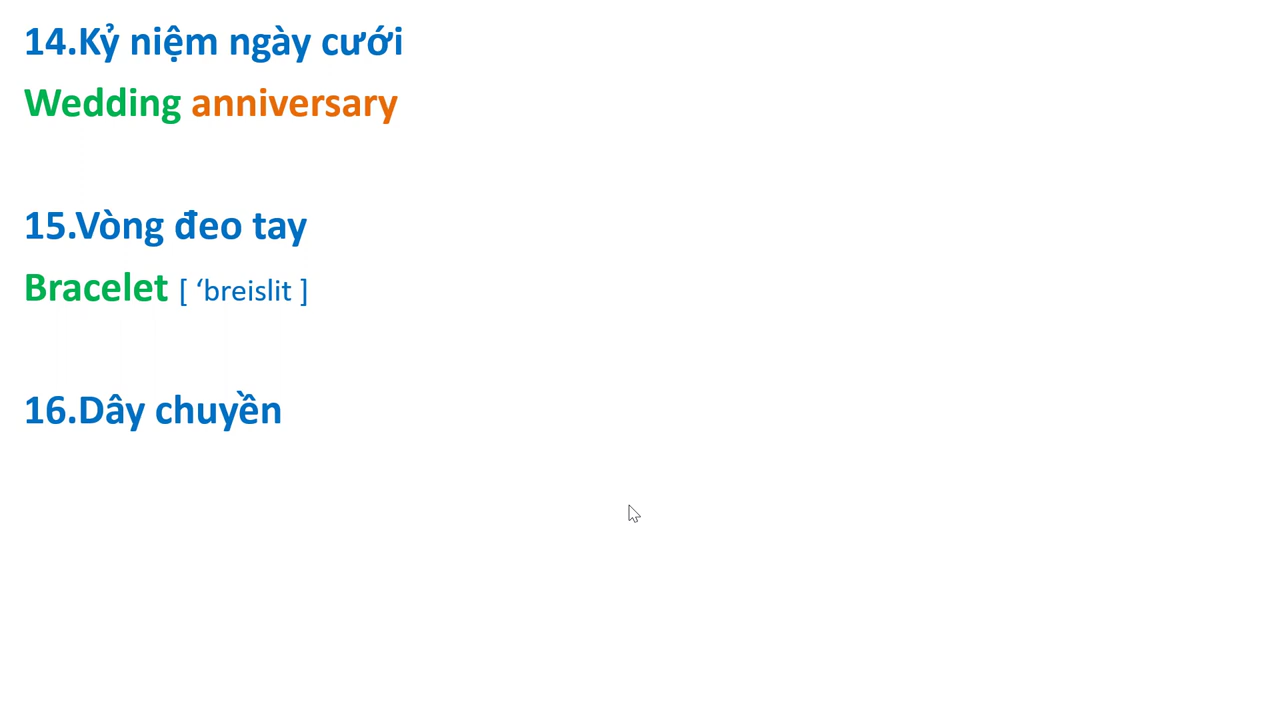 14.Kỷ niệm ngày cưới
Wedding anniversary
15.Vòng đeo tay
Bracelet [ ‘breislit ]
16.Dây chuyền